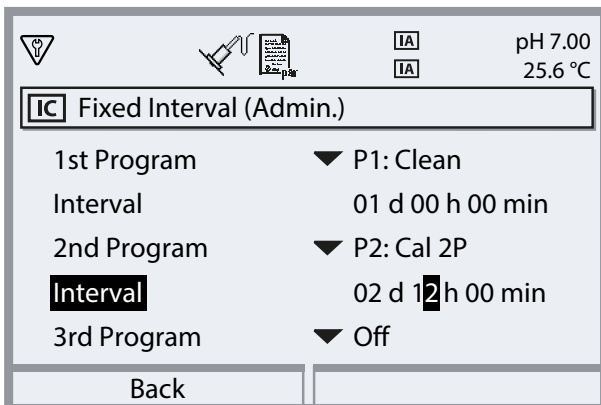 par
IA
pH 7.00
IA
25.6 °C
IC Fixed Interval (Admin.)
1st Program P1: Clean
Interval 01 d 00 h 00 min
2nd Program P2: Cal 2P
Interval 02 d 12 h 00 min
3rd Program Off
Back